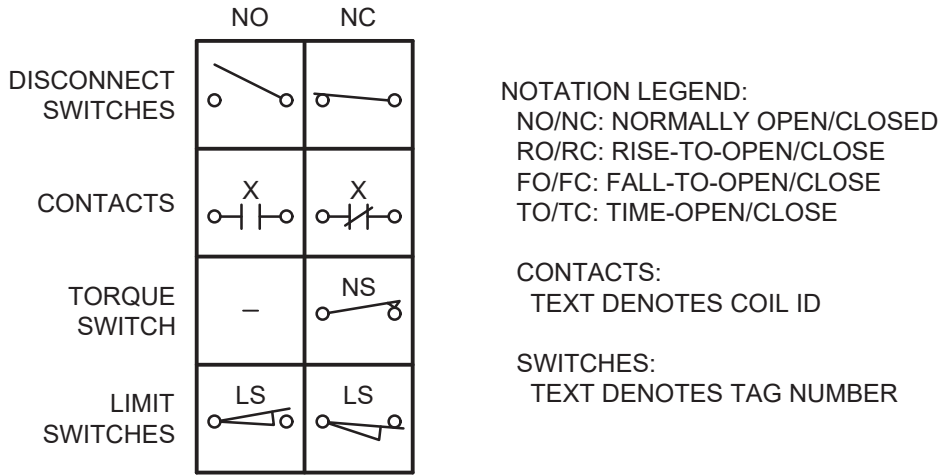 NO NC
DISCONNECT
SWITCHES
CONTACTS
X X
TORQUE
SWITCH
– NS
LIMIT
SWITCHES
LS LS
NOTATION LEGEND:
NO/NC: NORMALLY OPEN/CLOSED
RO/RC: RISE-TO-OPEN/CLOSE
FO/FC: FALL-TO-OPEN/CLOSE
TO/TC: TIME-OPEN/CLOSE
CONTACTS:
TEXT DENOTES COIL ID
SWITCHES:
TEXT DENOTES TAG NUMBER